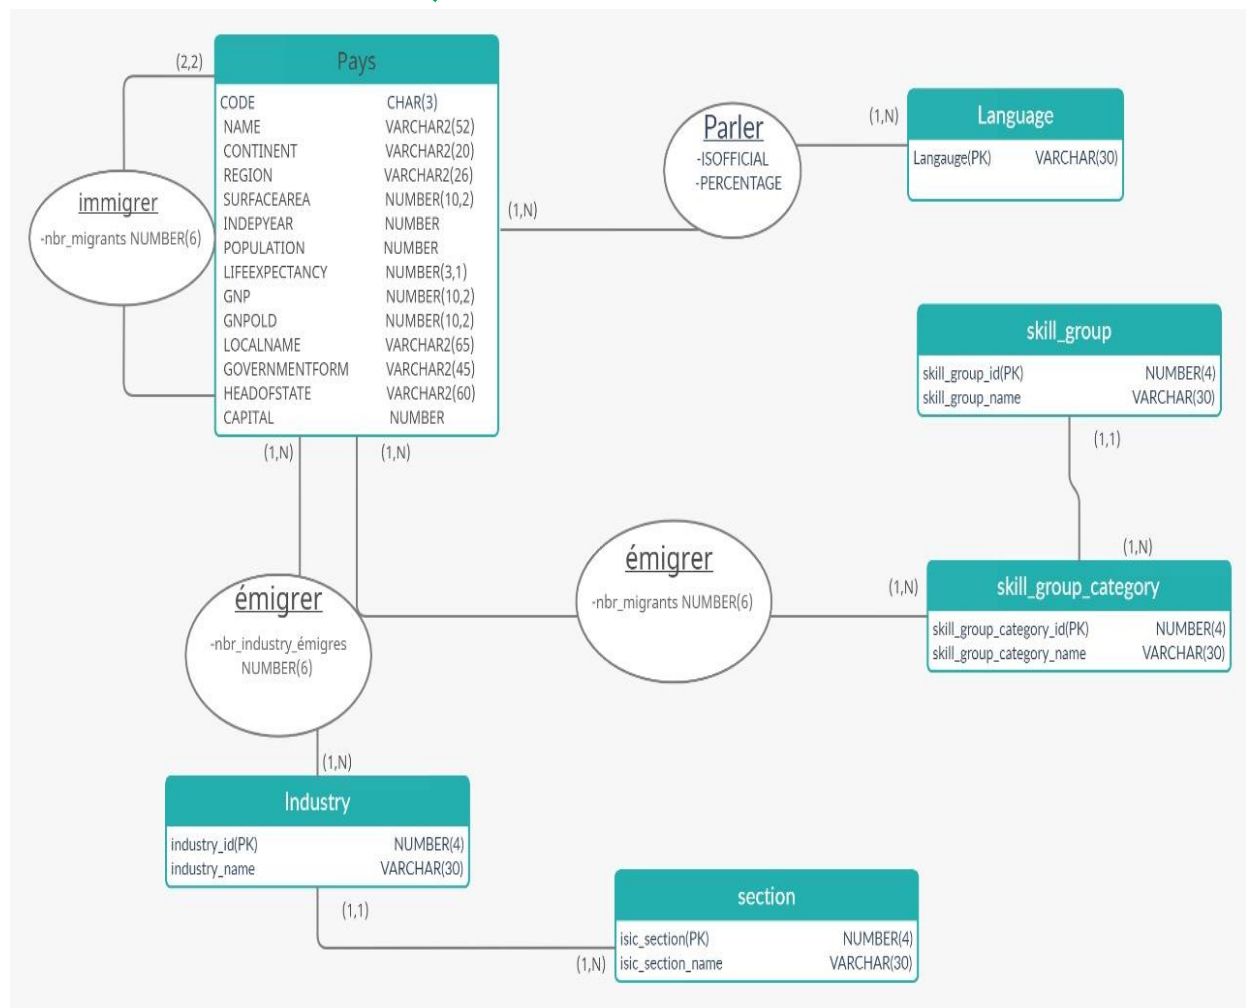 Pays
(2,2)
CODE CHAR(3)
NAME VARCHAR2(52)
CONTINENT VARCHAR2(20)
REGION VARCHAR2(26)
SURFACEAREA NUMBER(10,2)
INDEPYEAR NUMBER
POPULATION NUMBER
LIFEEXPECTANCY NUMBER(3,1)
GNP NUMBER(10,2)
GNPOLD NUMBER(10,2)
LOCALNAME VARCHAR2(65)
GOVERNMENTFORM VARCHAR2(45)
HEADOFSTATE VARCHAR2(60)
CAPITAL NUMBER
immigrer
-nbr_migrants NUMBER(6)
(1,N)
Parler
-ISOFFICIAL
-PERCENTAGE
(1,N)
Language
Langauge(PK) VARCHAR(30)
skill_group
skill_group_id(PK) NUMBER(4)
skill_group_name VARCHAR(30)
(1,1)
(1,N)
skill_group_category
skill_group_category_id(PK) NUMBER(4)
skill_group_category_name VARCHAR(30)
(1,N)
émigrer
-nbr_migrants NUMBER(6)
(1,N)
(1,N)
émigrer
-nbr_industry_émigres
NUMBER(6)
(1,N)
Industry
industry_id(PK) NUMBER(4)
industry_name VARCHAR(30)
(1,1)
(1,N)
section
isic_section(PK) NUMBER(4)
isic_section_name VARCHAR(30)